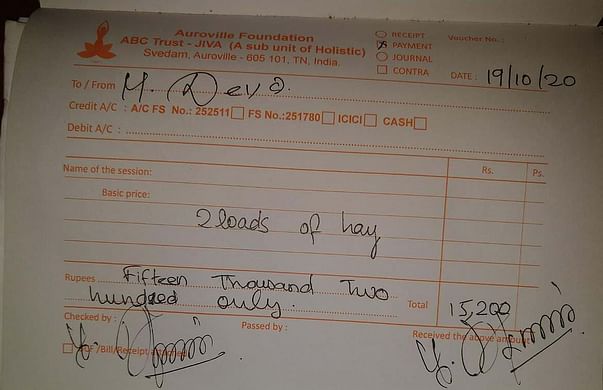 Auroville Foundation
ABC Trust - JIVA (A sub unit of Holistic)
Svedam, Auroville - 605 101, TN, India.
RECEIPT
PAYMENT
JOURNAL
CONTRA
Voucher No. :
DATE : 19/10/20
To / From
Credit A/C : A/C FS No.: 252511 FS No.:251780 ICICI CASH
Debit A/C :
Name of the session: Rs. Ps.
Basic price:
2 loads of hay
Rupees Fifteen Thousand Two
hundred only. Total 15,200
Checked by : Passed by : Received the above amount